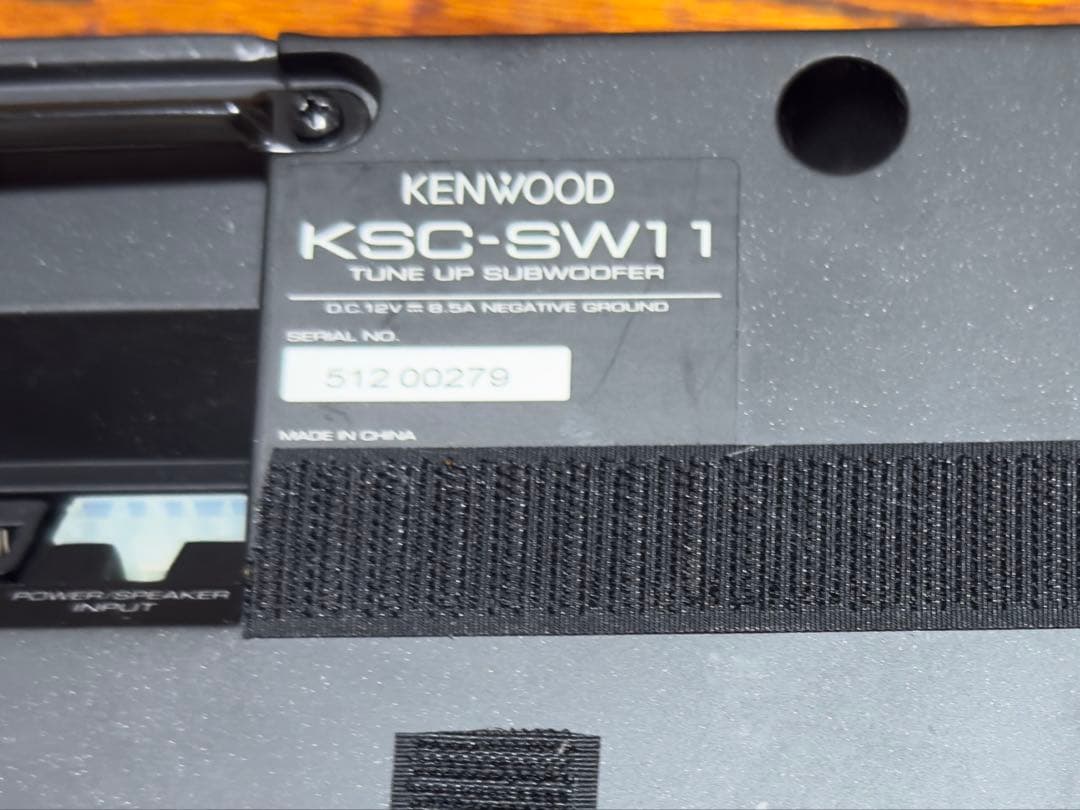 KENWOOD
KSC-SW11
TUNE UP SUBWOOFER
DC 12V ⎓ 8.5A NEGATIVE GROUND
SERIAL NO.
512 00279
MADE IN CHINA
POWER/SPEAKER
INPUT